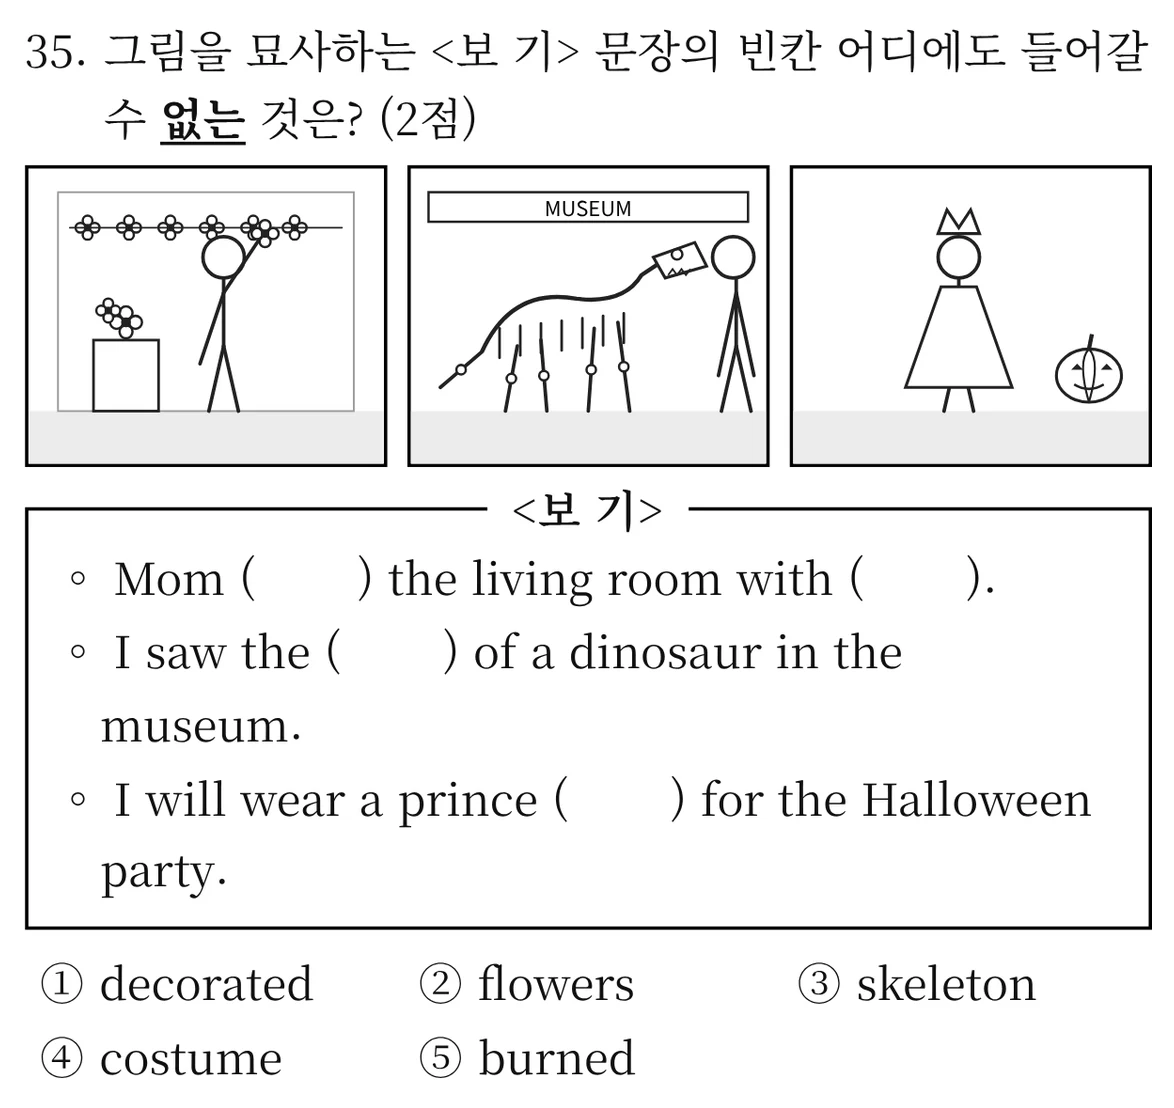 35. 그림을 묘사하는 <보 기> 문장의 빈칸 어디에도 들어갈
수 없는 것은? (2점)
MUSEUM
<보 기>
◦ Mom (        ) the living room with (        ).
◦ I saw the (        ) of a dinosaur in the
museum.
◦ I will wear a prince (        ) for the Halloween
party.
① decorated ② flowers ③ skeleton
④ costume ⑤ burned